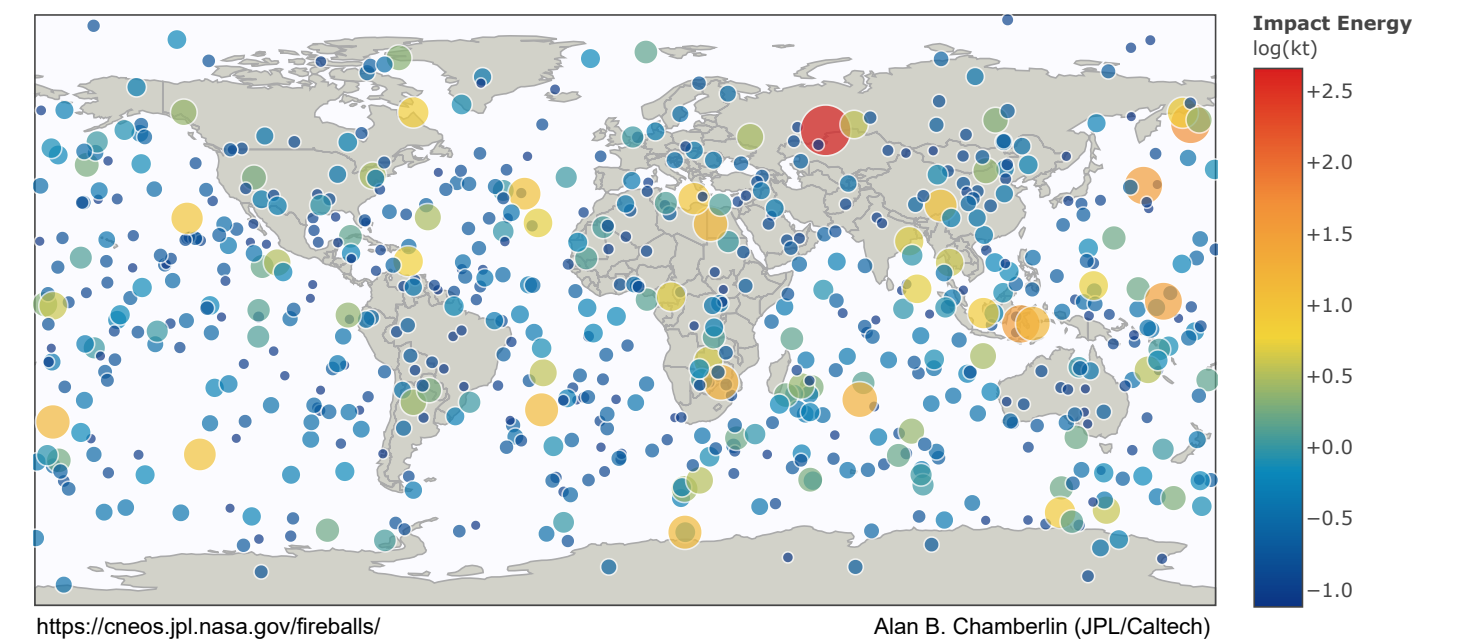 Impact Energy
log(kt)
+2.5
+2.0
+1.5
+1.0
+0.5
+0.0
−0.5
−1.0
https://cneos.jpl.nasa.gov/fireballs/
Alan B. Chamberlin (JPL/Caltech)